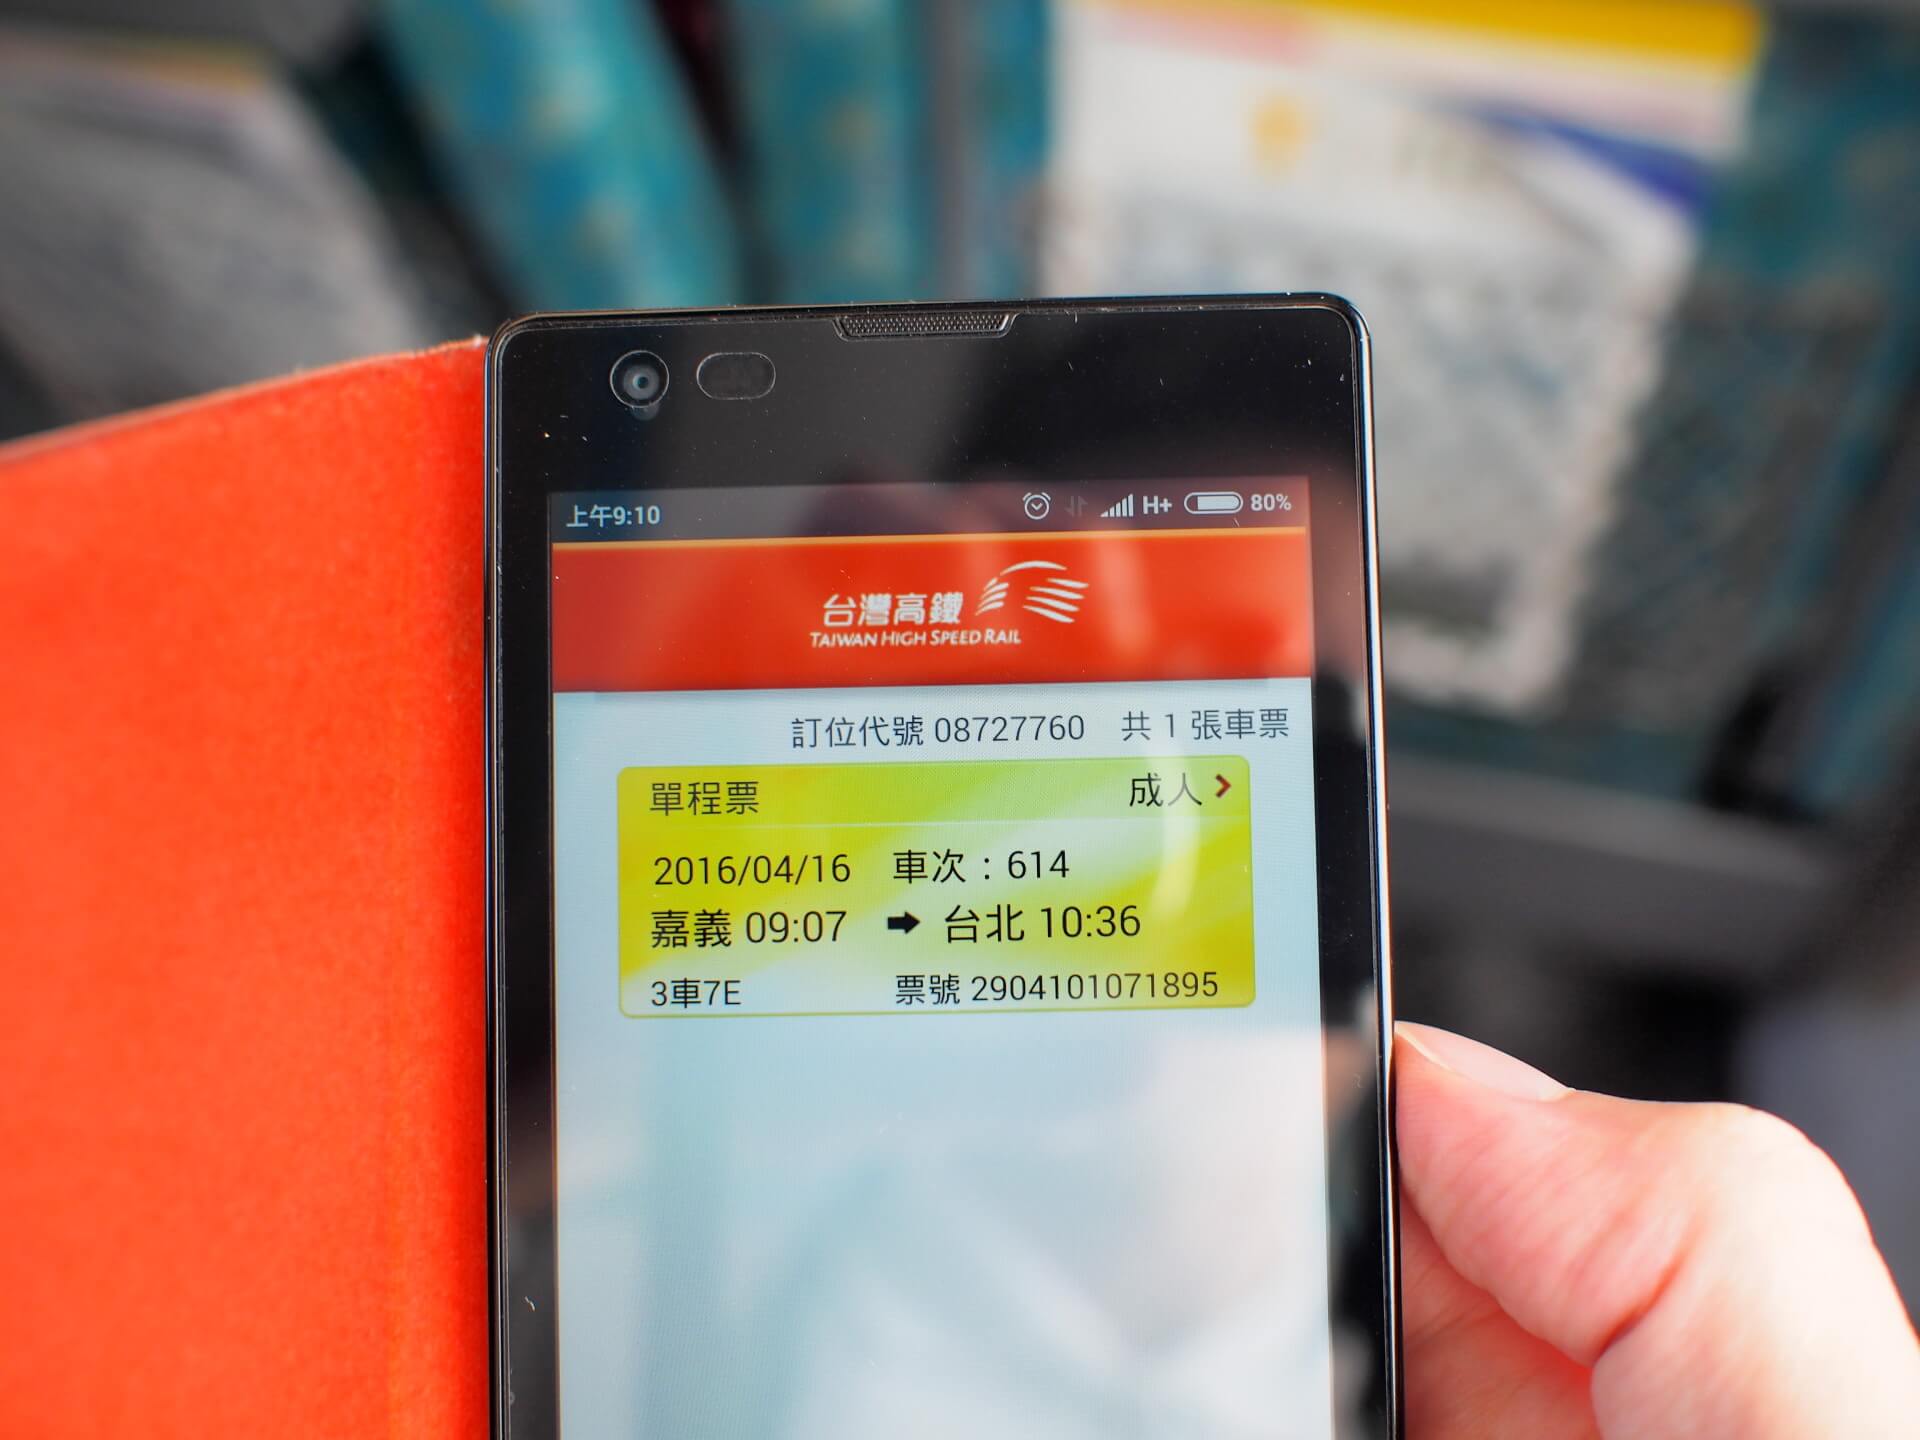 上午9:10 H+ 80%
台灣高鐵
TAIWAN HIGH SPEED RAIL
訂位代號 08727760 共 1 張車票
單程票 成人
2016/04/16 車次：614
嘉義 09:07 → 台北 10:36
3車7E 票號 2904101071895